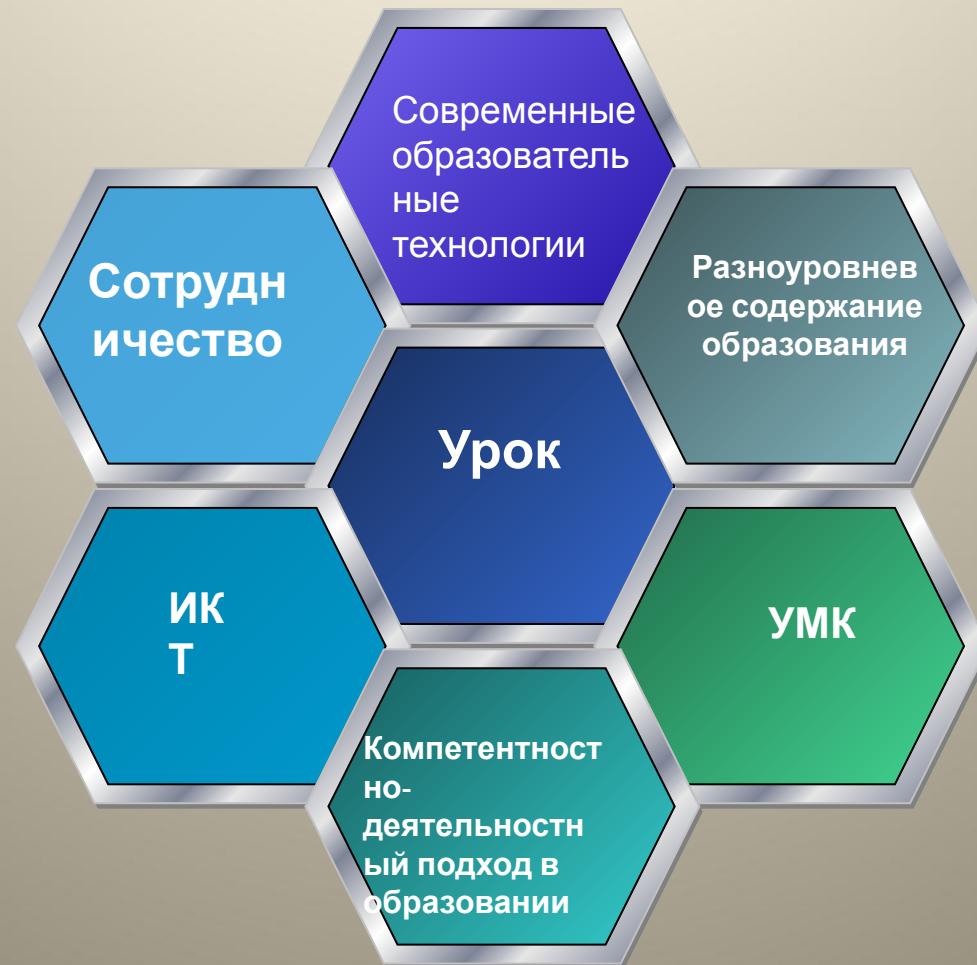 Современные
образователь
ные
технологии
Сотрудн
ичество
Разноуровнев
ое содержание
образования
Урок
ИК
Т
УМК
Компетентност
но-
деятельностн
ый подход в
образовании